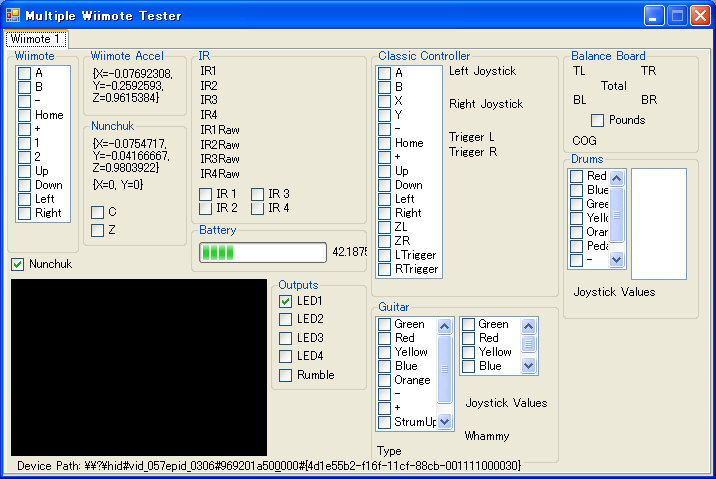 Multiple Wiimote Tester
Wiimote 1
Wiimote
A
B
-
Home
+
1
2
Up
Down
Left
Right
Nunchuk
Wiimote Accel
{X=-0.07692308,
Y=-0.2592593,
Z=0.9615384}
Nunchuk
{X=-0.0754717,
Y=-0.04166667,
Z=0.9803922}
{X=0, Y=0}
C
Z
IR
IR1
IR2
IR3
IR4
IR1Raw
IR2Raw
IR3Raw
IR4Raw
IR 1
IR 3
IR 2
IR 4
Battery
42.1875
Outputs
LED1
LED2
LED3
LED4
Rumble
Classic Controller
A
B
X
Y
-
Home
+
Up
Down
Left
Right
ZL
ZR
LTrigger
RTrigger
Left Joystick
Right Joystick
Trigger L
Trigger R
Guitar
Green
Red
Yellow
Blue
Orange
-
+
StrumUp
Green
Red
Yellow
Blue
Joystick Values
Whammy
Type
Balance Board
TL TR
Total
BL BR
Pounds
COG
Drums
Red
Blue
Gree
Yello
Oran
Peda
-
Joystick Values
Device Path: ¥¥?¥hid#vid_057epid_0306#969201a500_000#{4d1e55b2-f16f-11cf-88cb-001111000030}